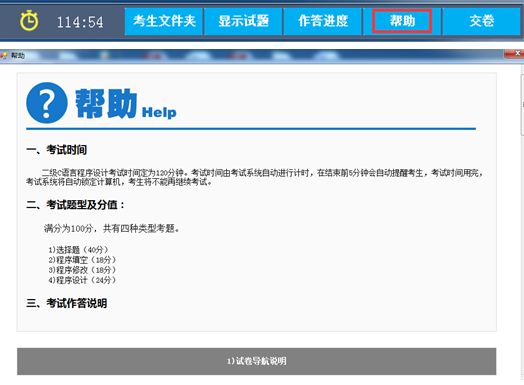 114:54 考生文件夹 显示试题 作答进度 帮助 交卷
帮助
? 帮助 Help
一、考试时间
二级C语言程序设计考试时间定为120分钟。考试时间由考试系统自动进行计时，在结束前5分钟会自动提醒考生，考试时间用完，
考试系统将自动锁定计算机，考生将不能再继续考试。
二、考试题型及分值：
满分为100分，共有四种类型考题。
1)选择题（40分）
2)程序填空（18分）
3)程序修改（18分）
4)程序设计（24分）
三、考试作答说明
1)试卷导航说明